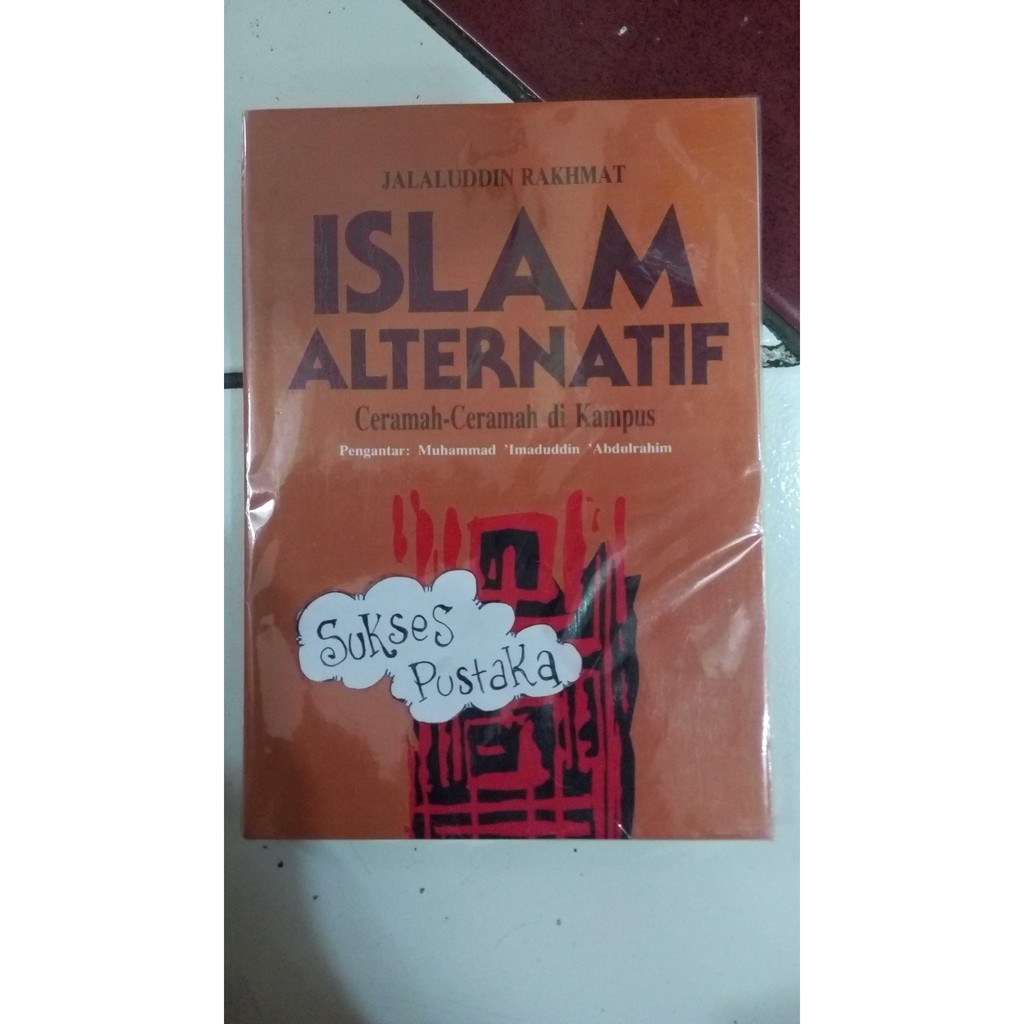 JALALUDDIN RAKHMAT
ISLAM
ALTERNATIF
Ceramah-Ceramah di Kampus
Pengantar: Muhammad 'Imaduddin 'Abdulrahim
Sukses
Pustaka